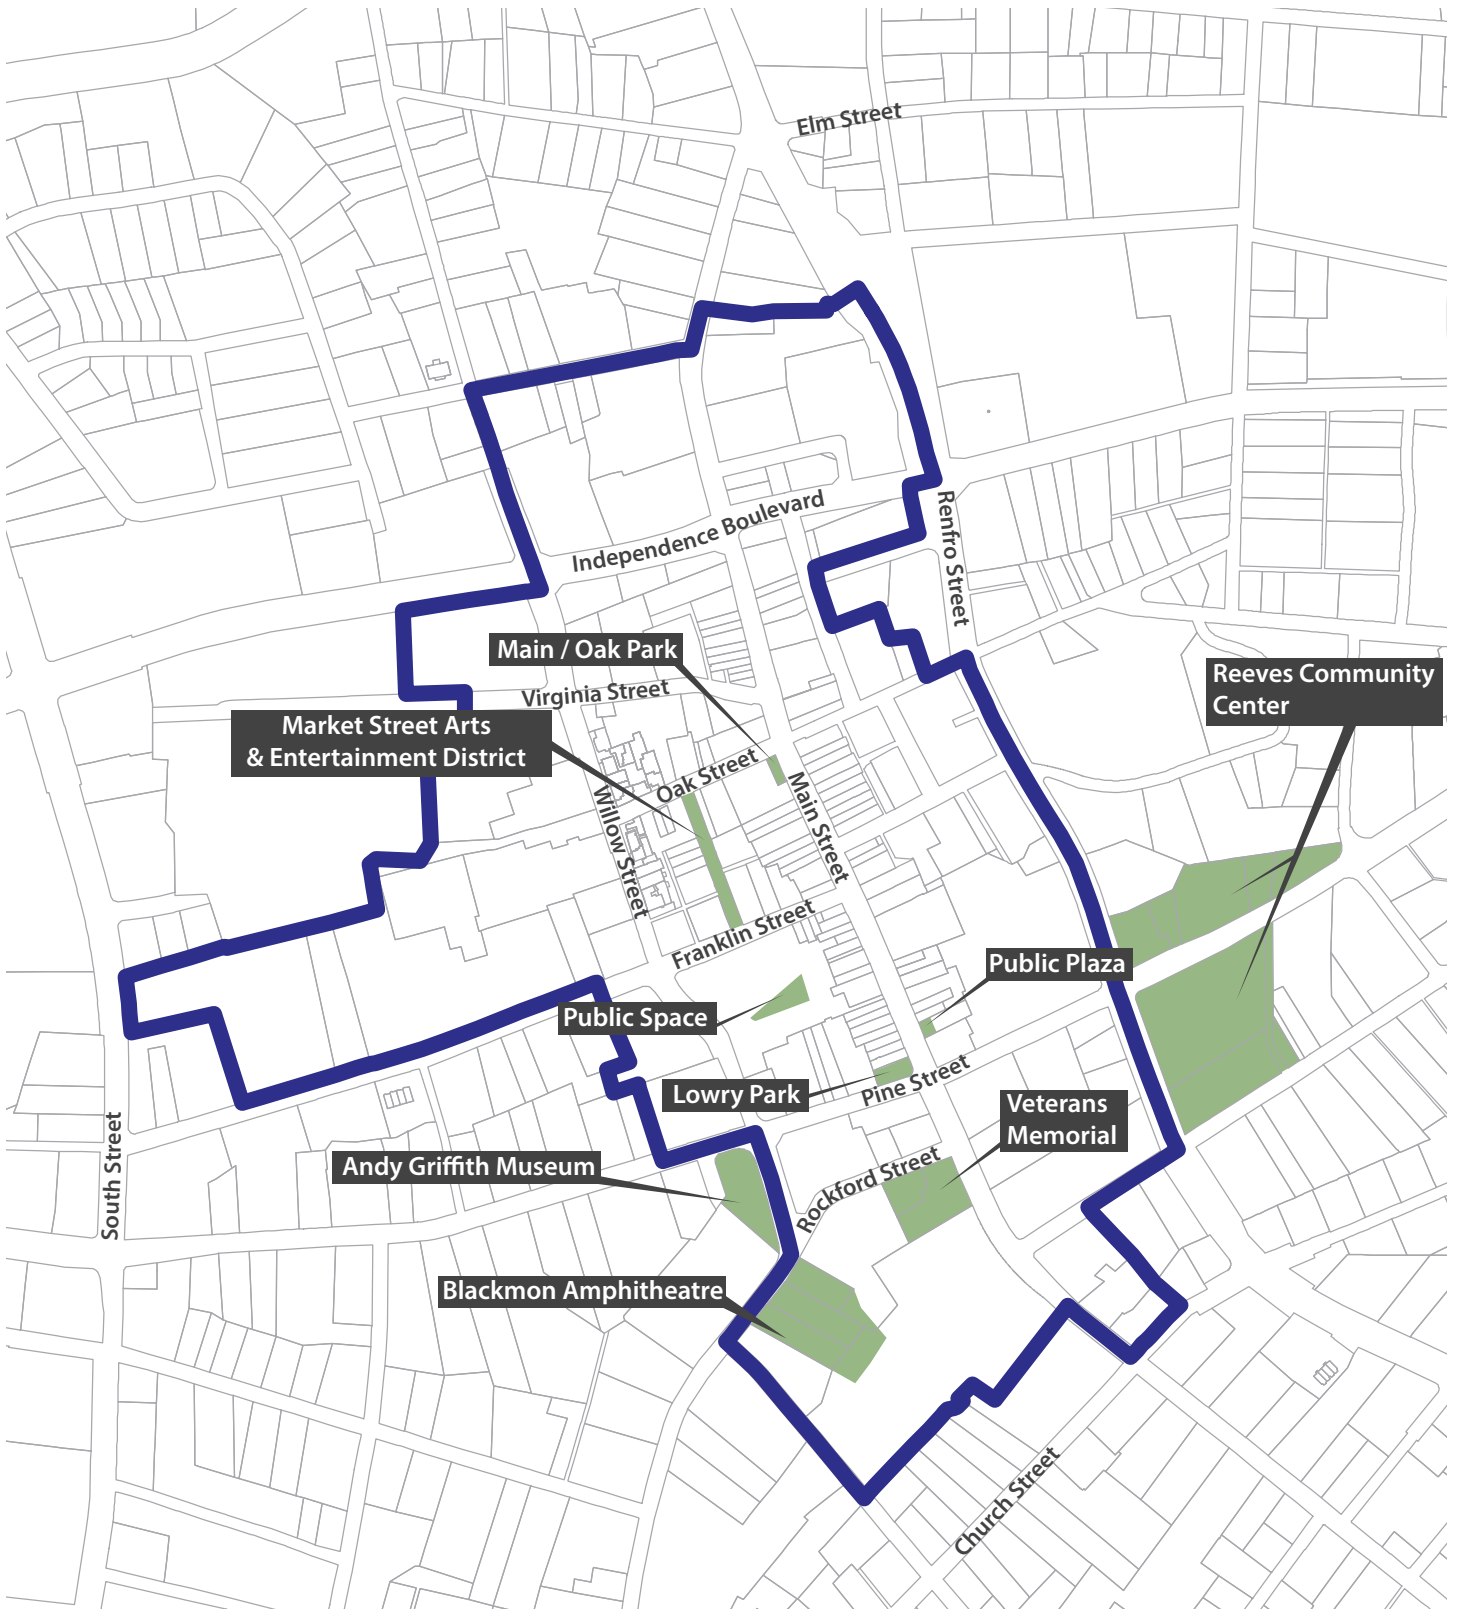 Elm Street
Independence Boulevard
Renfro Street
Main / Oak Park
Reeves Community
Center
Virginia Street
Market Street Arts
& Entertainment District
Oak Street
Main Street
Willow Street
Franklin Street
Public Plaza
Public Space
Lowry Park
Pine Street
Veterans
Memorial
South Street
Andy Griffith Museum
Rockford Street
Blackmon Amphitheatre
Church Street